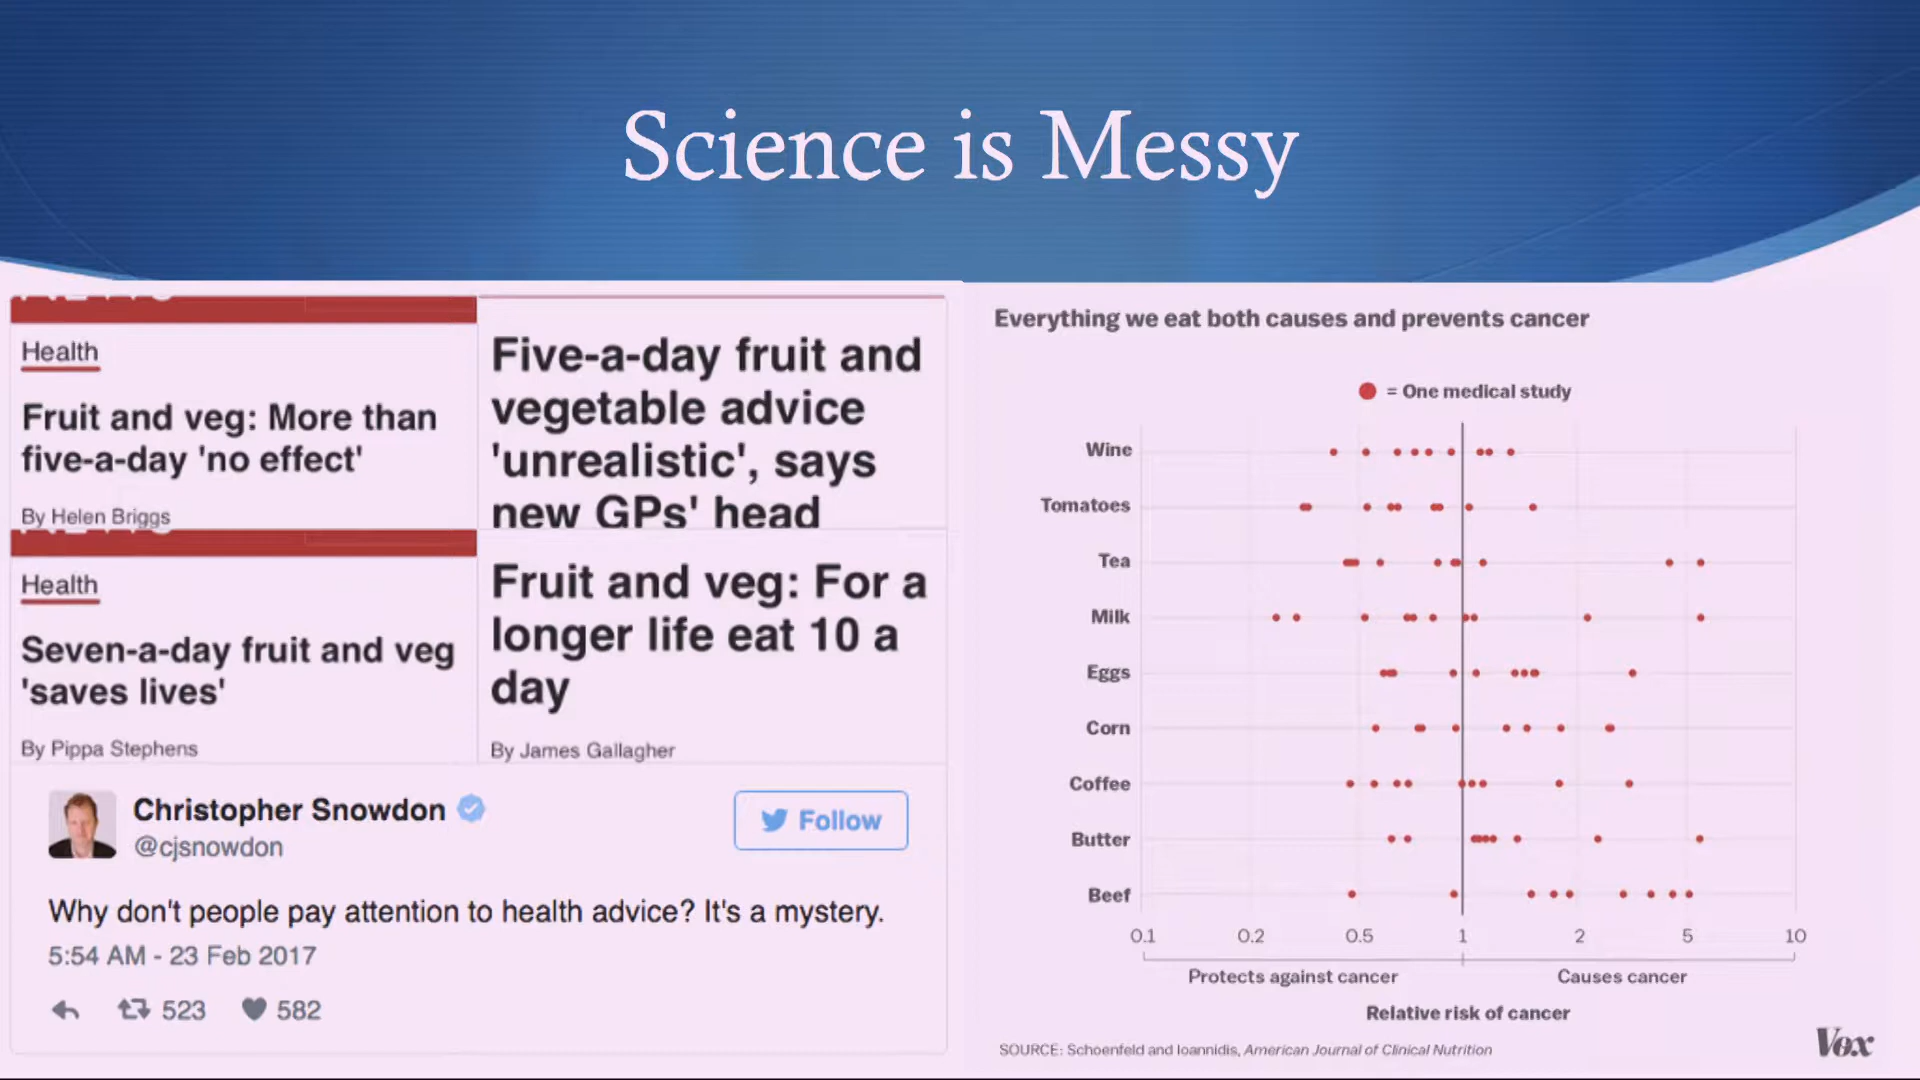 Science is Messy
Health
Fruit and veg: More than
five-a-day 'no effect'
By Helen Briggs
Five-a-day fruit and
vegetable advice
'unrealistic', says
new GPs' head
Health
Seven-a-day fruit and veg
'saves lives'
By Pippa Stephens
Fruit and veg: For a
longer life eat 10 a
day
By James Gallagher
Christopher Snowdon
@cjsnowdon
Follow
Why don't people pay attention to health advice? It's a mystery.
5:54 AM - 23 Feb 2017
523 582
Everything we eat both causes and prevents cancer
= One medical study
Wine
Tomatoes
Tea
Milk
Eggs
Corn
Coffee
Butter
Beef
0.1 0.2 0.5 1 2 5 10
Protects against cancer Causes cancer
Relative risk of cancer
SOURCE: Schoenfeld and Ioannidis, American Journal of Clinical Nutrition
Vox